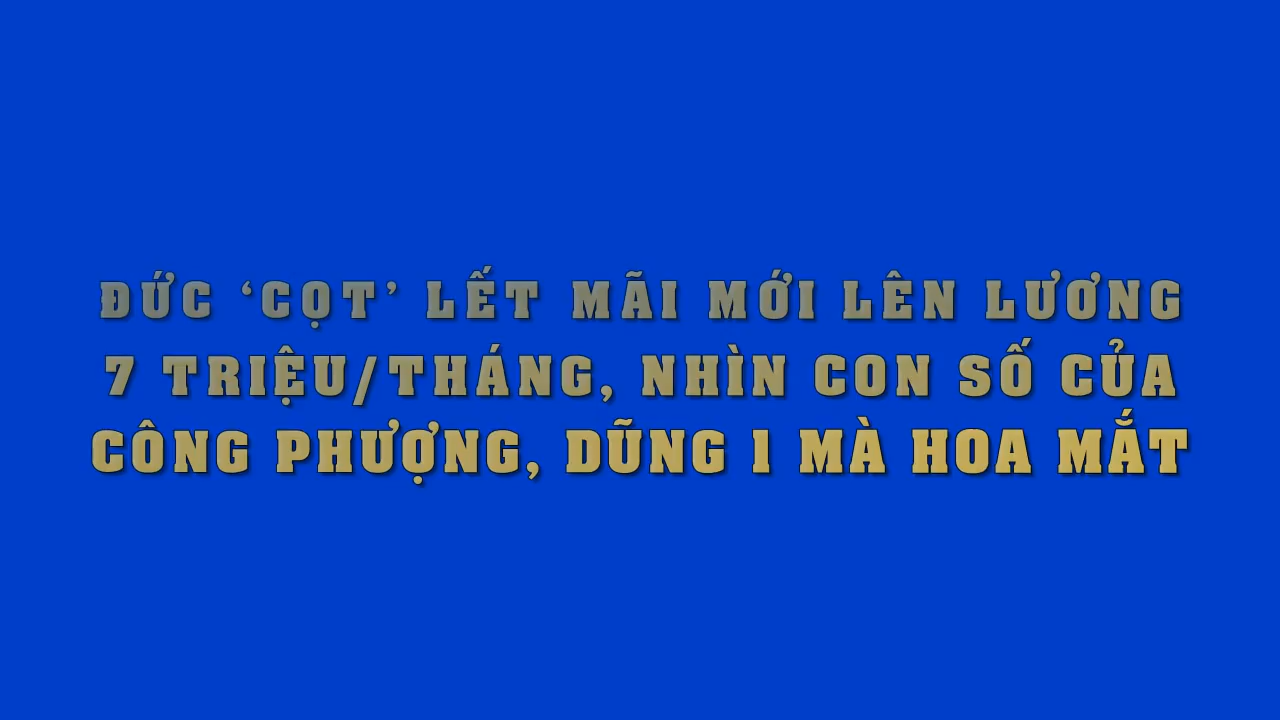 ĐỨC ‘CỌT’ LẾT MÃI MỚI LÊN LƯƠNG
7 TRIỆU/THÁNG, NHÌN CON SỐ CỦA
CÔNG PHƯỢNG, DŨNG 1 MÀ HOA MẮT